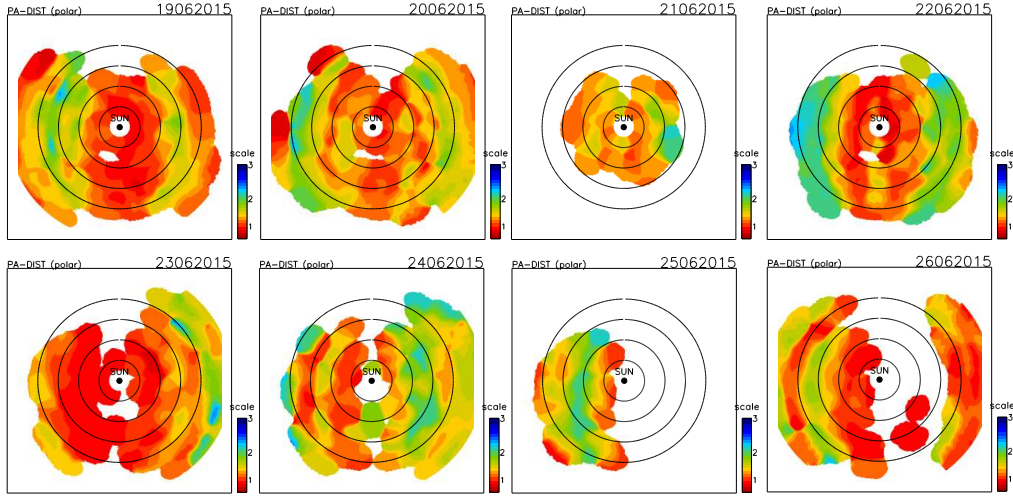 PA-DIST (polar) 19062015
SUN
scale
3
2
1
PA-DIST (polar) 20062015
SUN
scale
3
2
1
PA-DIST (polar) 21062015
SUN
scale
3
2
1
PA-DIST (polar) 22062015
SUN
scale
3
2
1
PA-DIST (polar) 23062015
SUN
scale
3
2
1
PA-DIST (polar) 24062015
SUN
scale
3
2
1
PA-DIST (polar) 25062015
SUN
scale
3
2
1
PA-DIST (polar) 26062015
SUN
scale
3
2
1